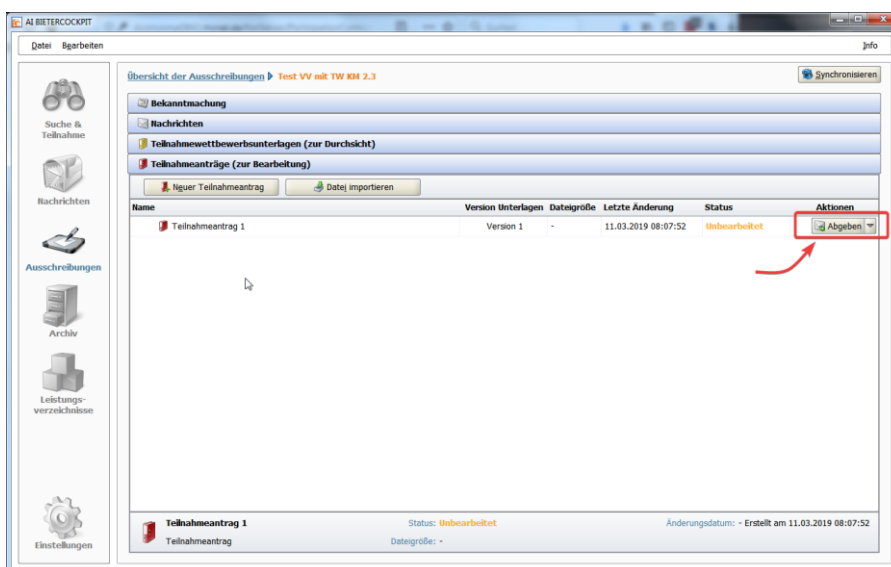 AI BIETERCOCKPIT
Datei Bearbeiten Info
Übersicht der Ausschreibungen Test VV mit TW KM 2.3 Synchronisieren
Bekanntmachung
Nachrichten
Teilnahmewettbewerbsunterlagen (zur Durchsicht)
Teilnahmeanträge (zur Bearbeitung)
Neuer Teilnahmeantrag Datei importieren
Name Version Unterlagen Dateigröße Letzte Änderung Status Aktionen
Teilnahmeantrag 1 Version 1 - 11.03.2019 08:07:52 Unbearbeitet Abgeben
Suche &
Teilnahme
Nachrichten
Ausschreibungen
Archiv
Leistungs-
verzeichnisse
Einstellungen
Teilnahmeantrag 1 Status: Unbearbeitet Änderungsdatum: - Erstellt am 11.03.2019 08:07:52
Teilnahmeantrag Dateigröße: -